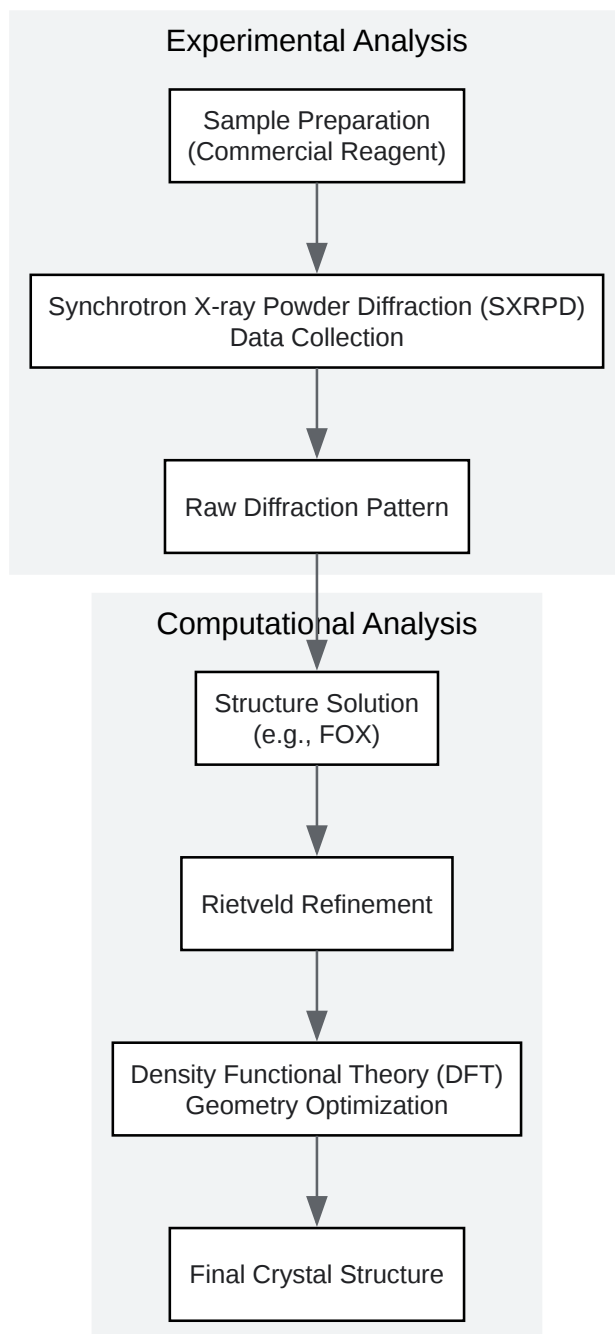 Experimental Analysis
Sample Preparation
(Commercial Reagent)
Synchrotron X-ray Powder Diffraction (SXRPD)
Data Collection
Raw Diffraction Pattern
Computational Analysis
Structure Solution
(e.g., FOX)
Rietveld Refinement
Density Functional Theory (DFT)
Geometry Optimization
Final Crystal Structure